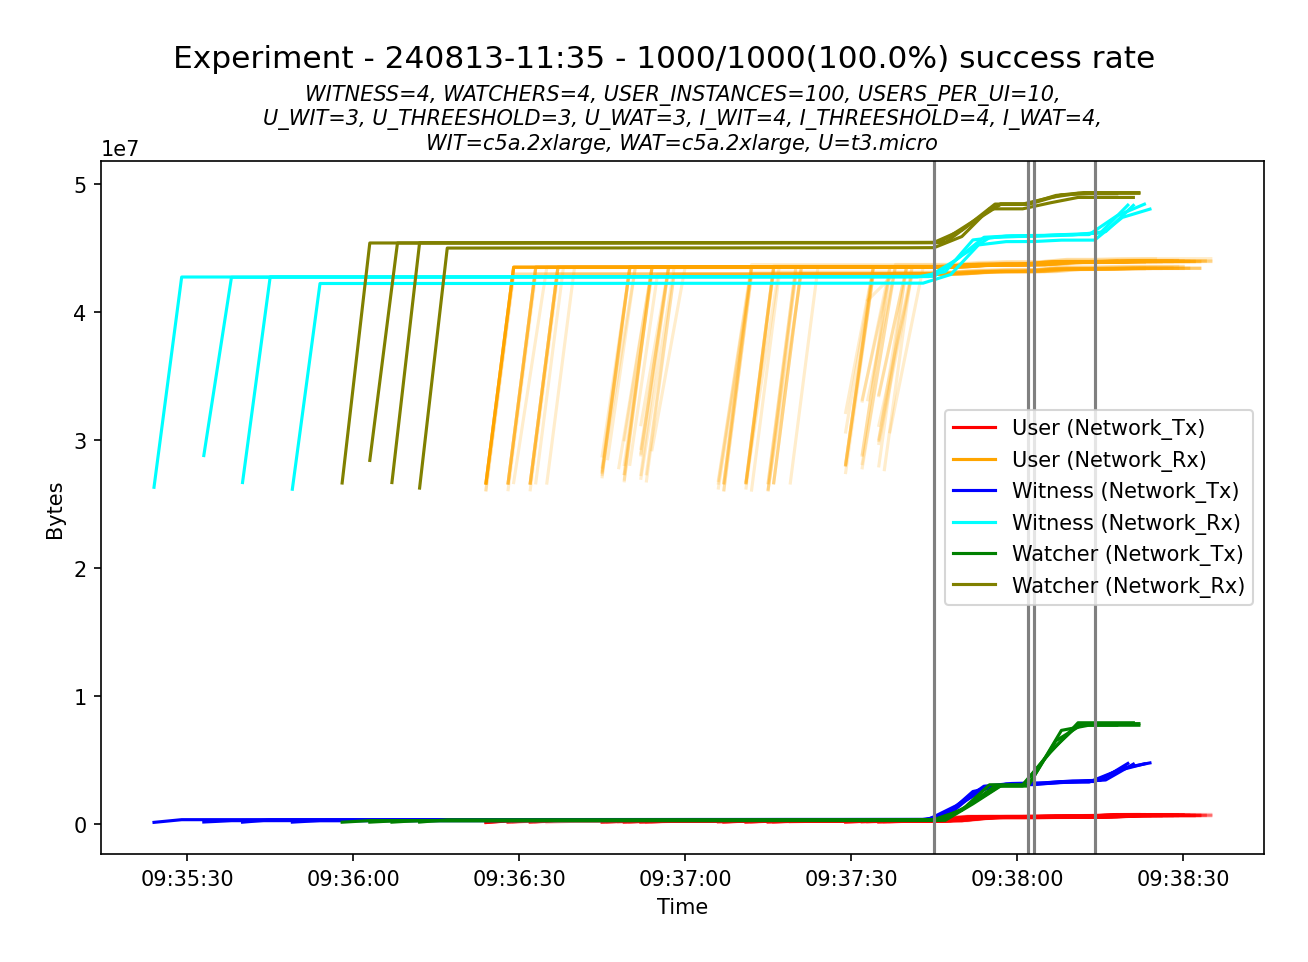 Experiment - 240813-11:35 - 1000/1000(100.0%) success rate
WITNESS=4, WATCHERS=4, USER_INSTANCES=100, USERS_PER_UI=10,
U_WIT=3, U_THREESHOLD=3, U_WAT=3, I_WIT=4, I_THREESHOLD=4, I_WAT=4,
WIT=c5a.2xlarge, WAT=c5a.2xlarge, U=t3.micro
1e7
5
4
3
2
1
0
Bytes
User (Network_Tx)
User (Network_Rx)
Witness (Network_Tx)
Witness (Network_Rx)
Watcher (Network_Tx)
Watcher (Network_Rx)
09:35:30 09:36:00 09:36:30 09:37:00 09:37:30 09:38:00 09:38:30
Time